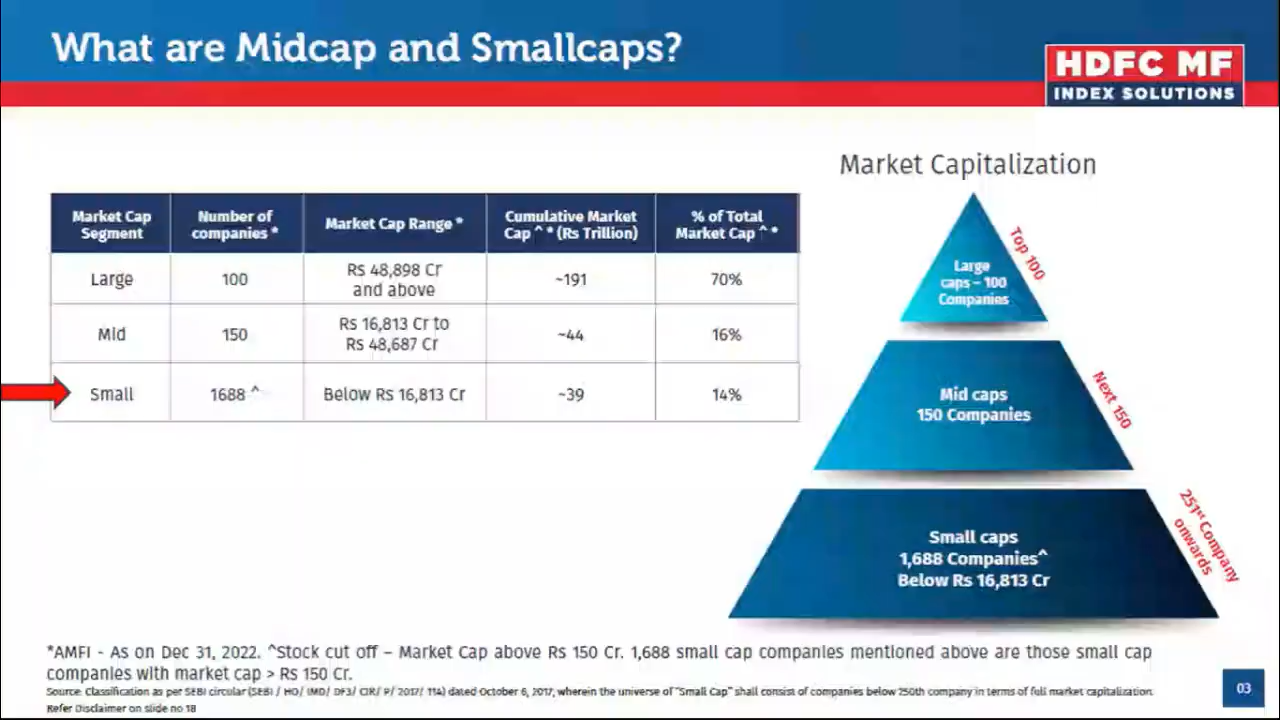 What are Midcap and Smallcaps?
HDFC MF
INDEX SOLUTIONS
Market Capitalization
Market Cap Segment | Number of companies * | Market Cap Range * | Cumulative Market Cap ^ * (Rs Trillion) | % of Total Market Cap ^ *
Large | 100 | Rs 48,898 Cr and above | ~191 | 70%
Mid | 150 | Rs 16,813 Cr to Rs 48,687 Cr | ~44 | 16%
Small | 1688 ^ | Below Rs 16,813 Cr | ~39 | 14%
Large
caps – 100
Companies
Top 100
Mid caps
150 Companies
Next 150
Small caps
1,688 Companies^
Below Rs 16,813 Cr
251st Company
onwards
*AMFI - As on Dec 31, 2022. ^Stock cut off – Market Cap above Rs 150 Cr. 1,688 small cap companies mentioned above are those small cap
companies with market cap > Rs 150 Cr.
Source: Classification as per SEBI circular (SEBI / HO/ IMD/ DF3/ CIR/ P/ 2017/ 114) dated October 6, 2017, wherein the universe of "Small Cap" shall consist of companies below 250th company in terms of full market capitalization.
Refer Disclaimer on slide no 18
03